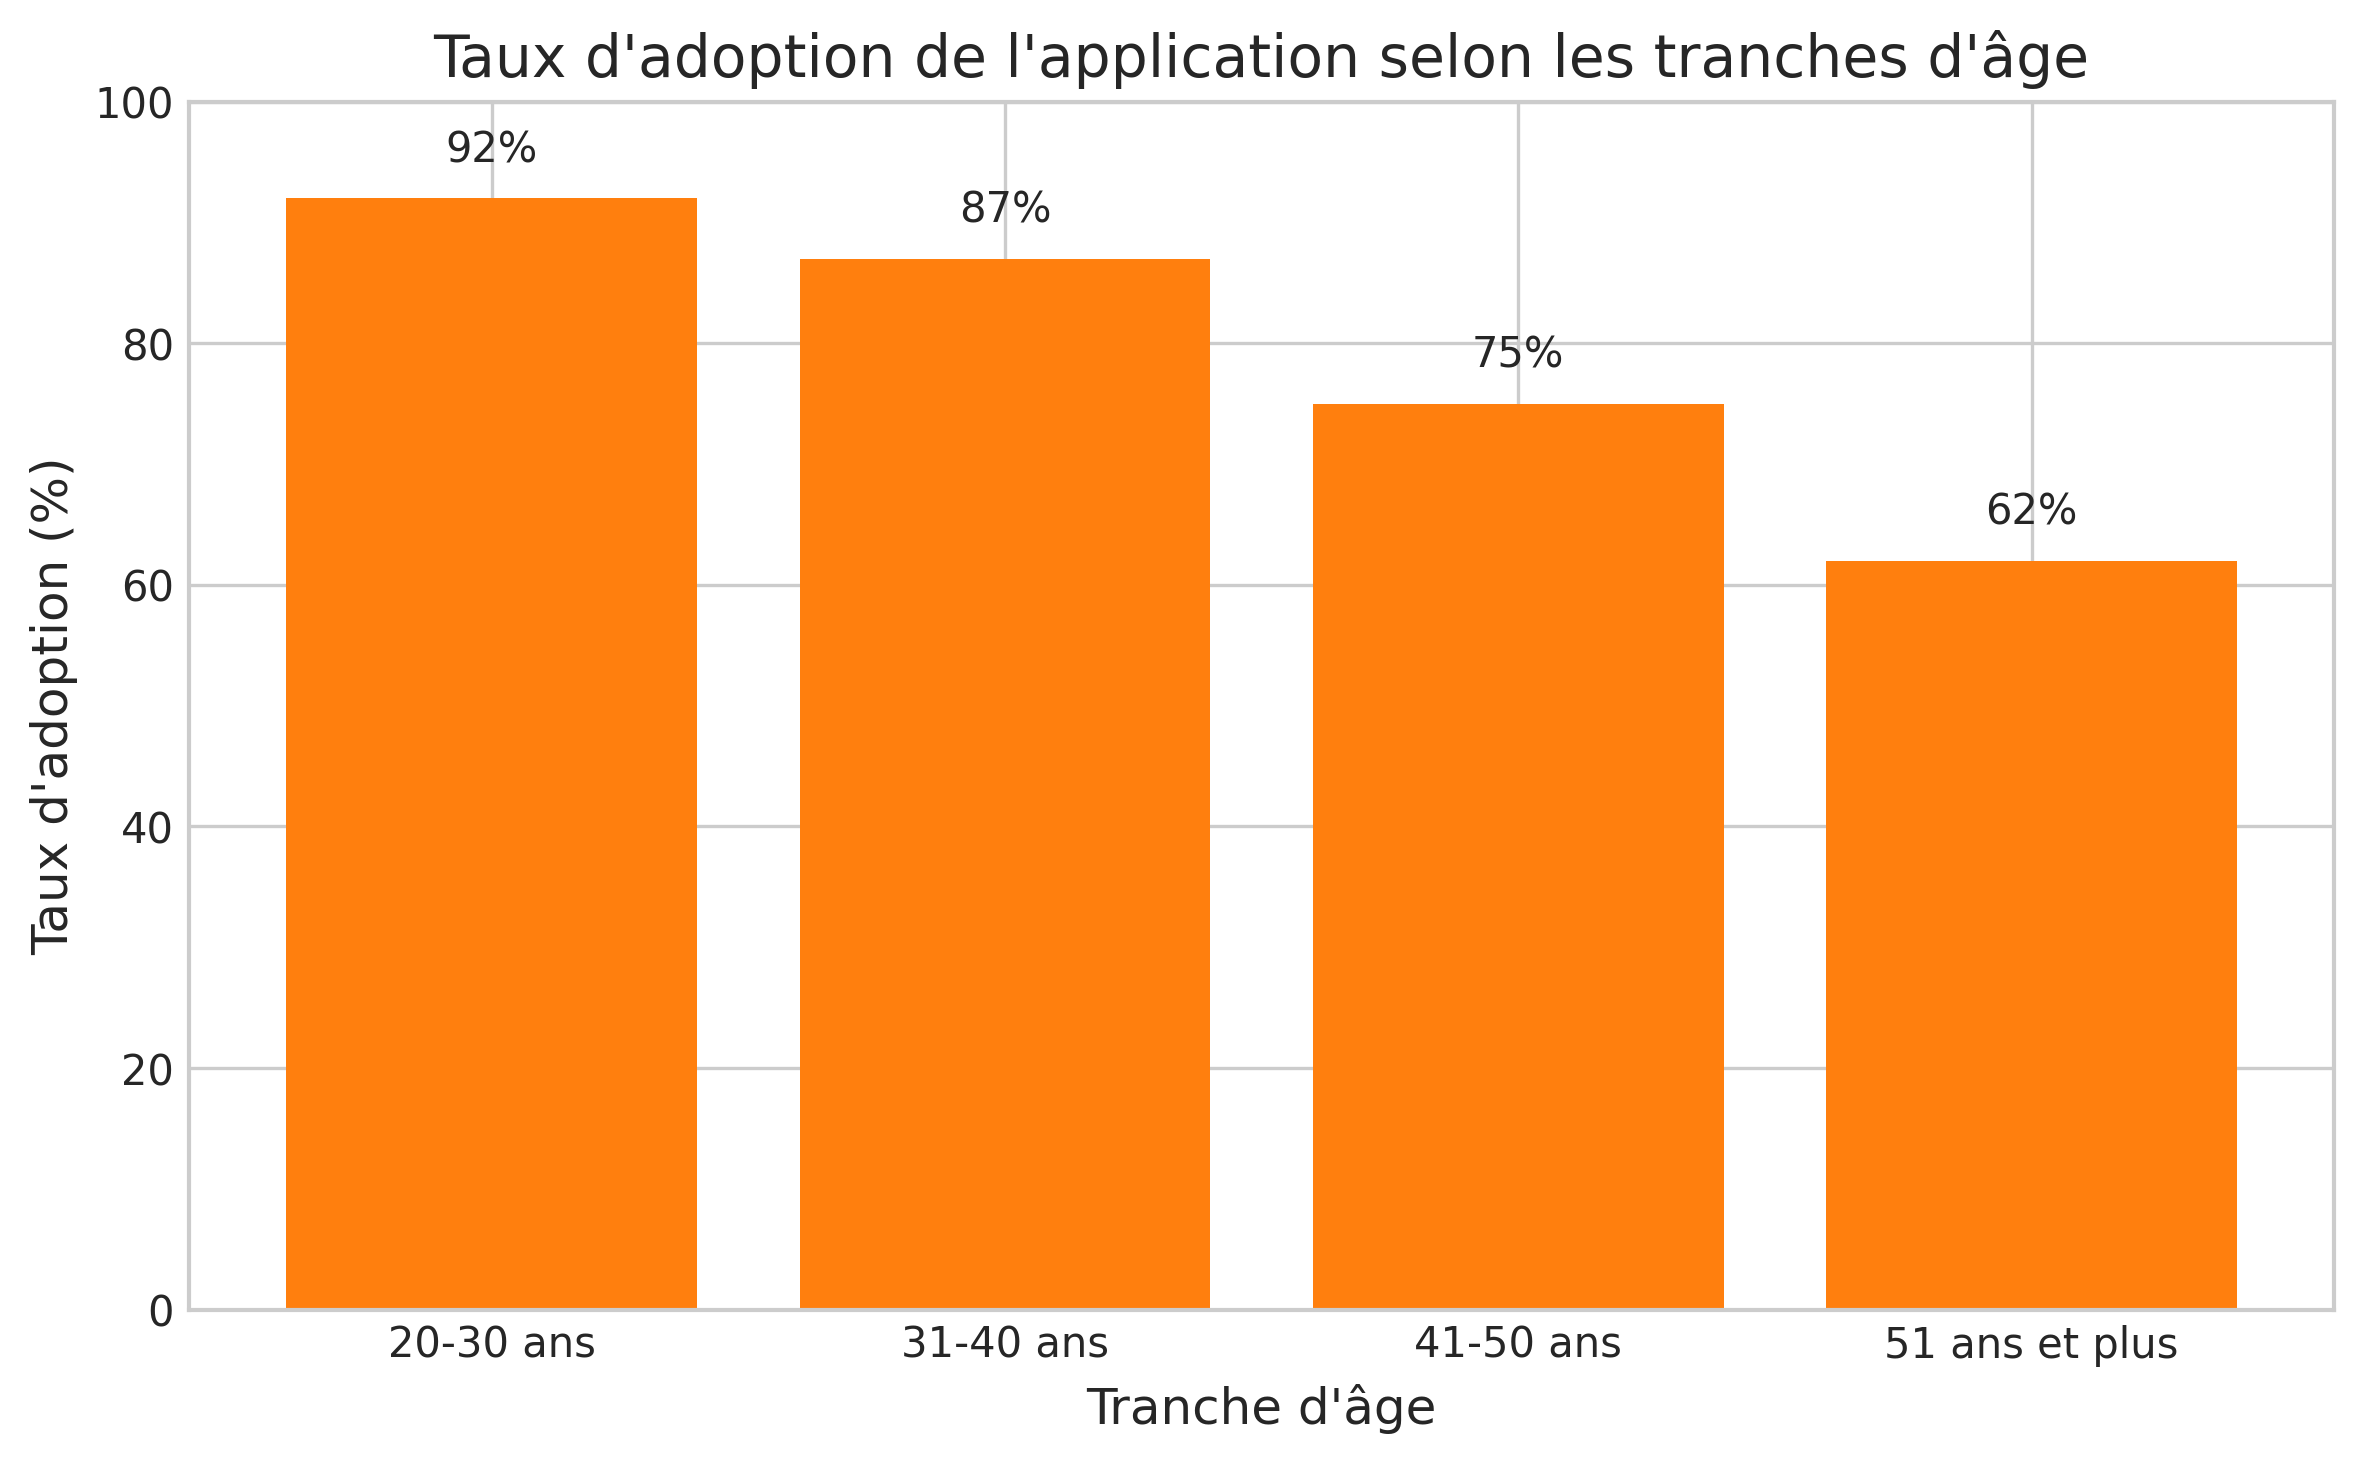 Taux d'adoption de l'application selon les tranches d'âge
100
92%
87%
80
75%
62%
60
40
20
0
Taux d'adoption (%)
20-30 ans
31-40 ans
41-50 ans
51 ans et plus
Tranche d'âge